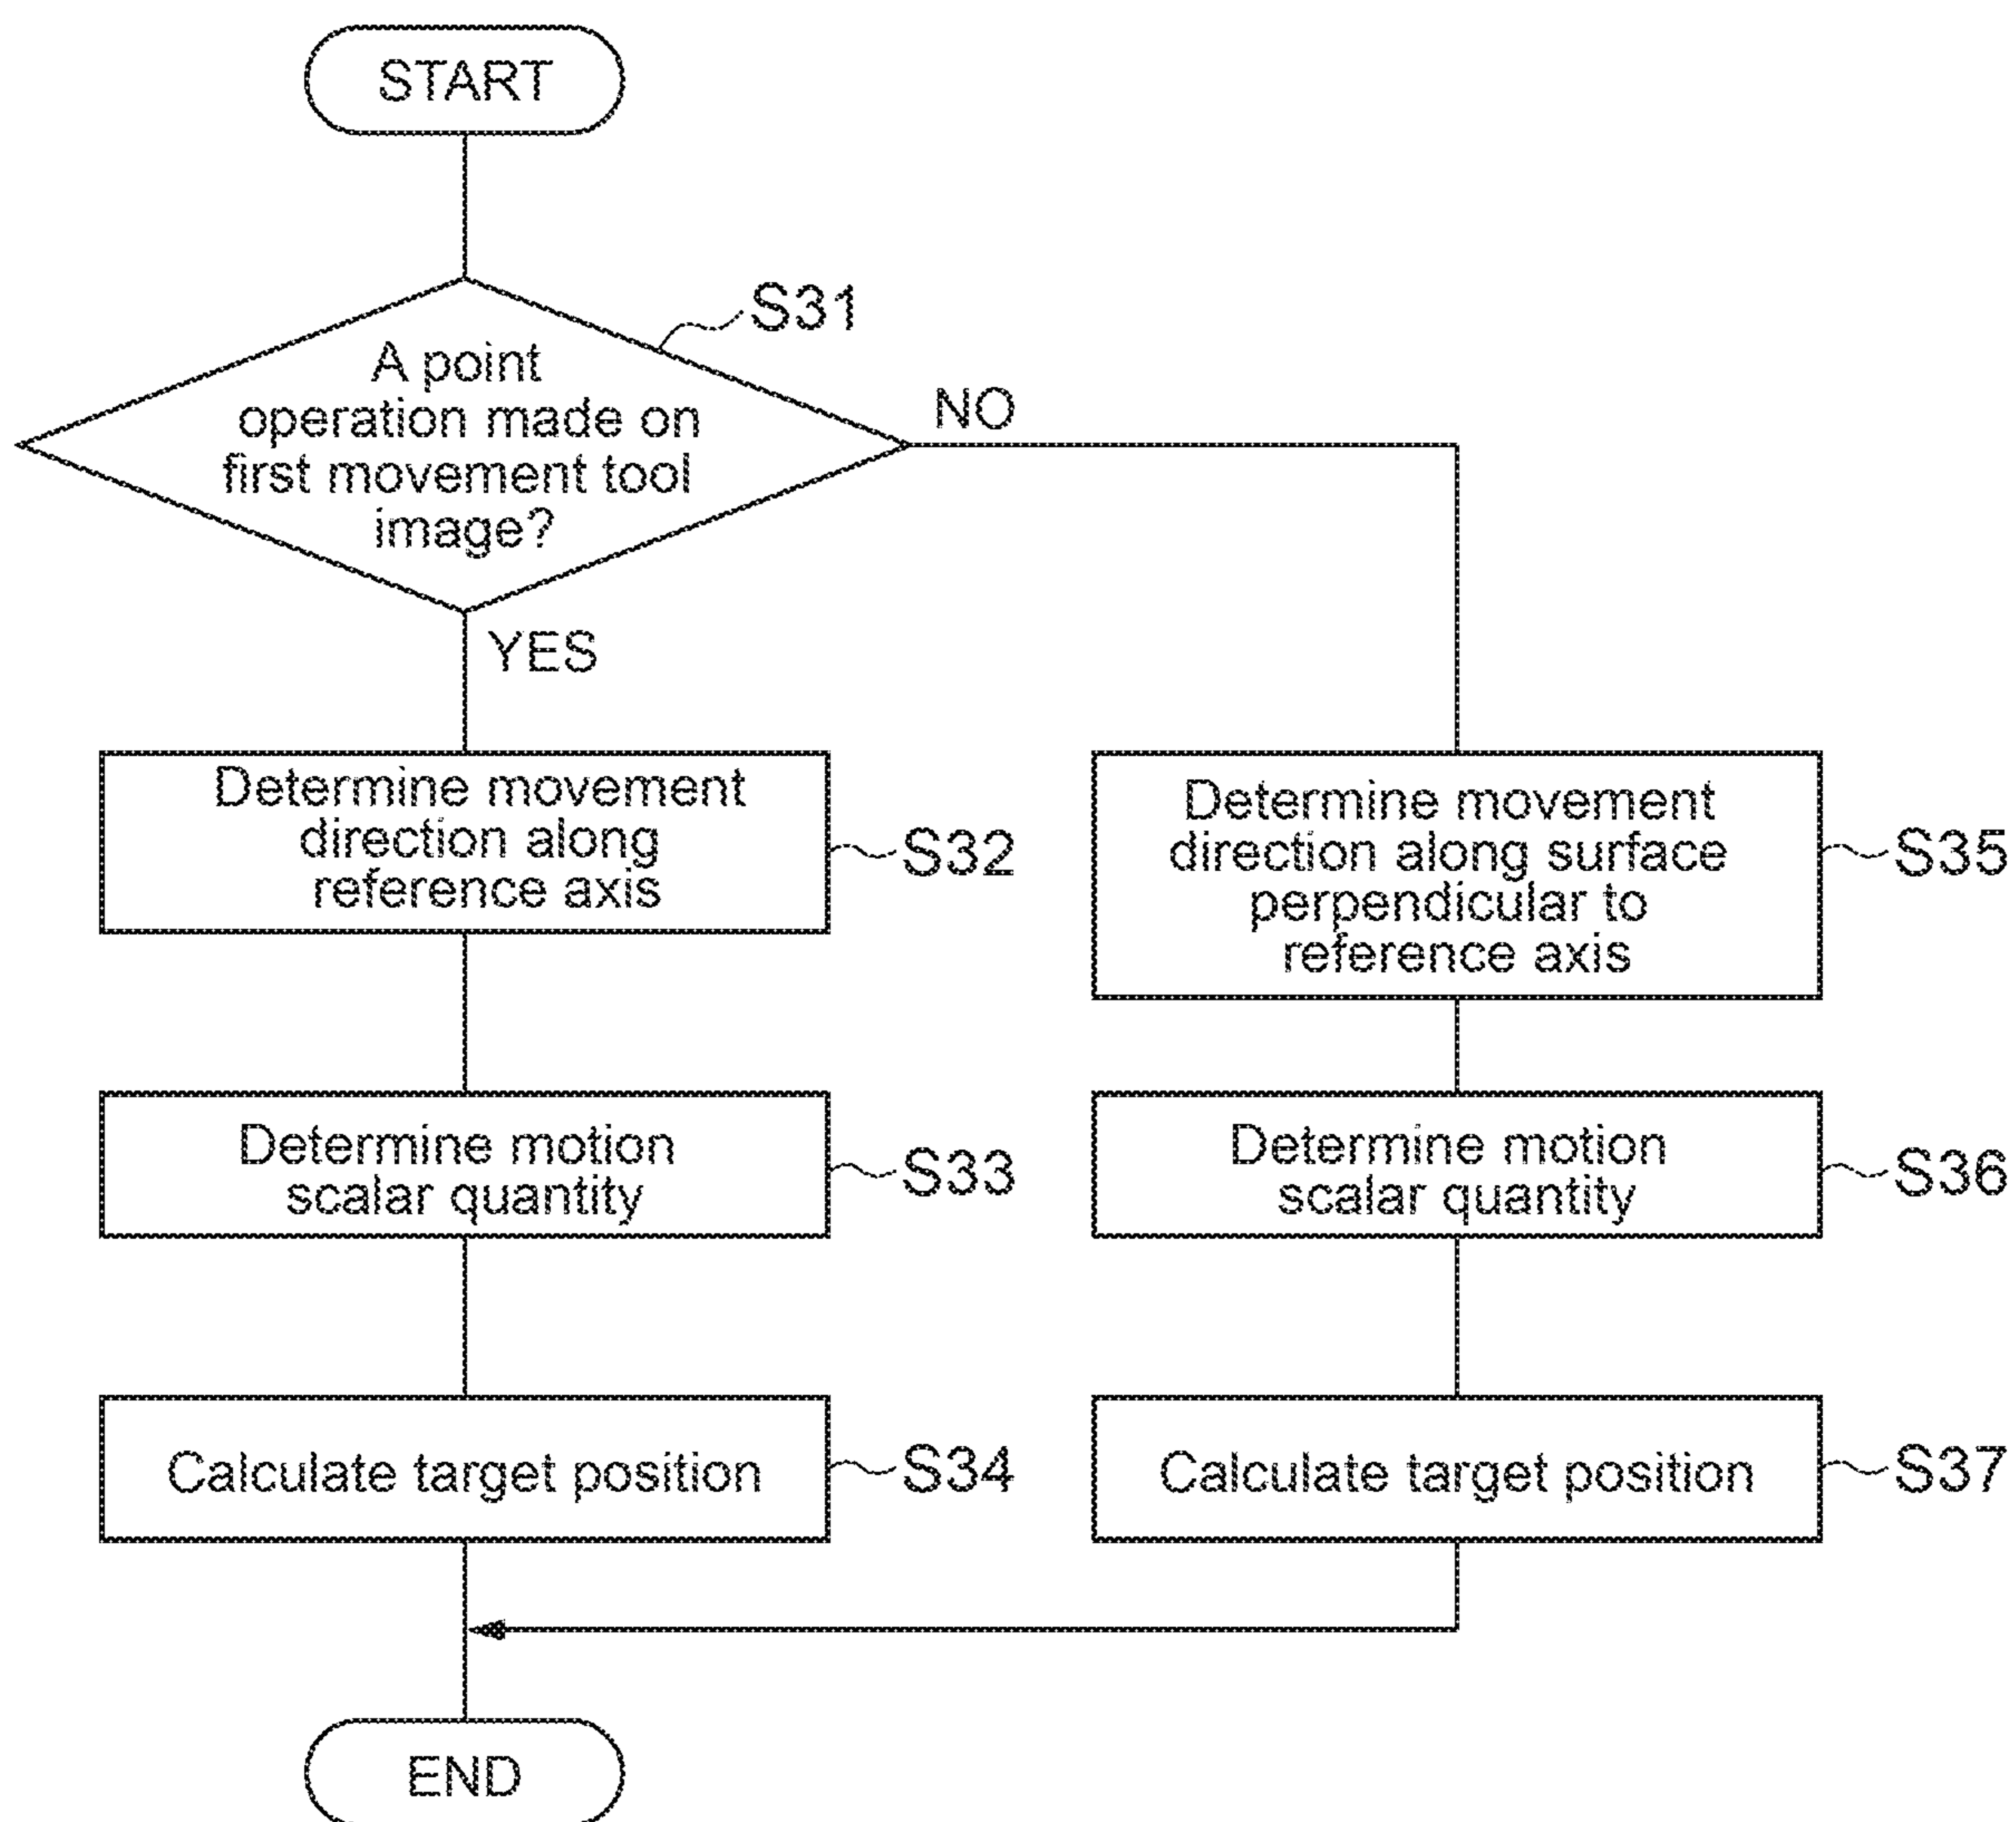 START
S31
A point
operation made on
first movement tool
image?
NO
YES
Determine movement
direction along
reference axis
S32
Determine movement
direction along surface
perpendicular to
reference axis
S35
Determine motion
scalar quantity
S33
Determine motion
scalar quantity
S36
Calculate target position
S34
Calculate target position
S37
END